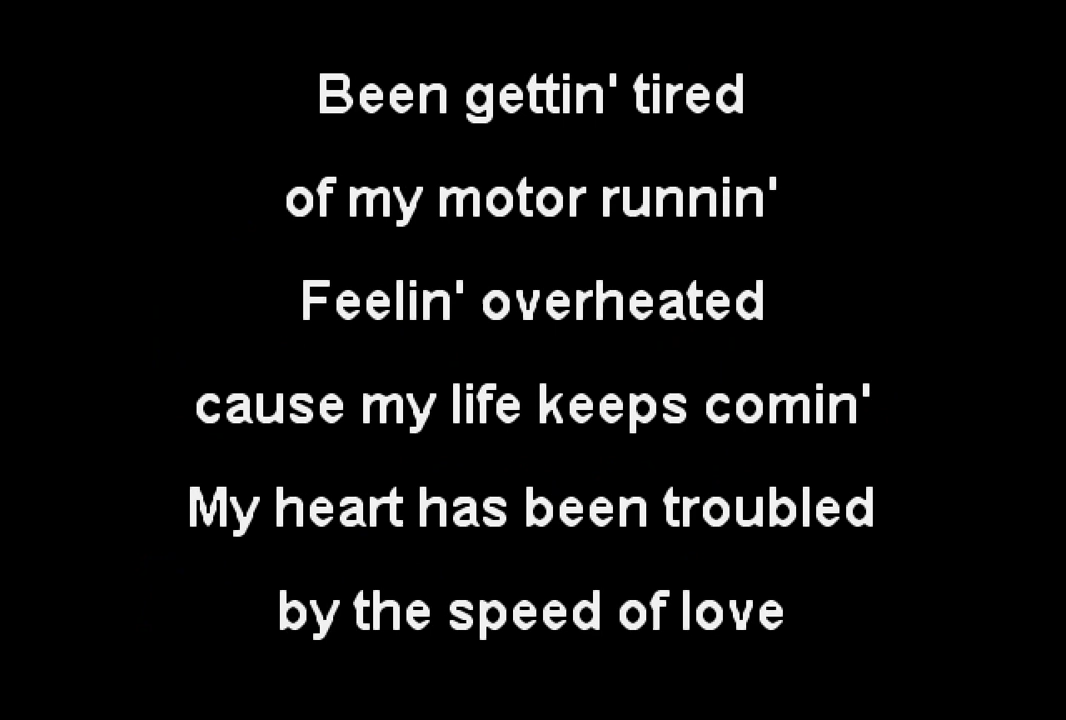 Been gettin' tired
of my motor runnin'
Feelin' overheated
cause my life keeps comin'
My heart has been troubled
by the speed of love